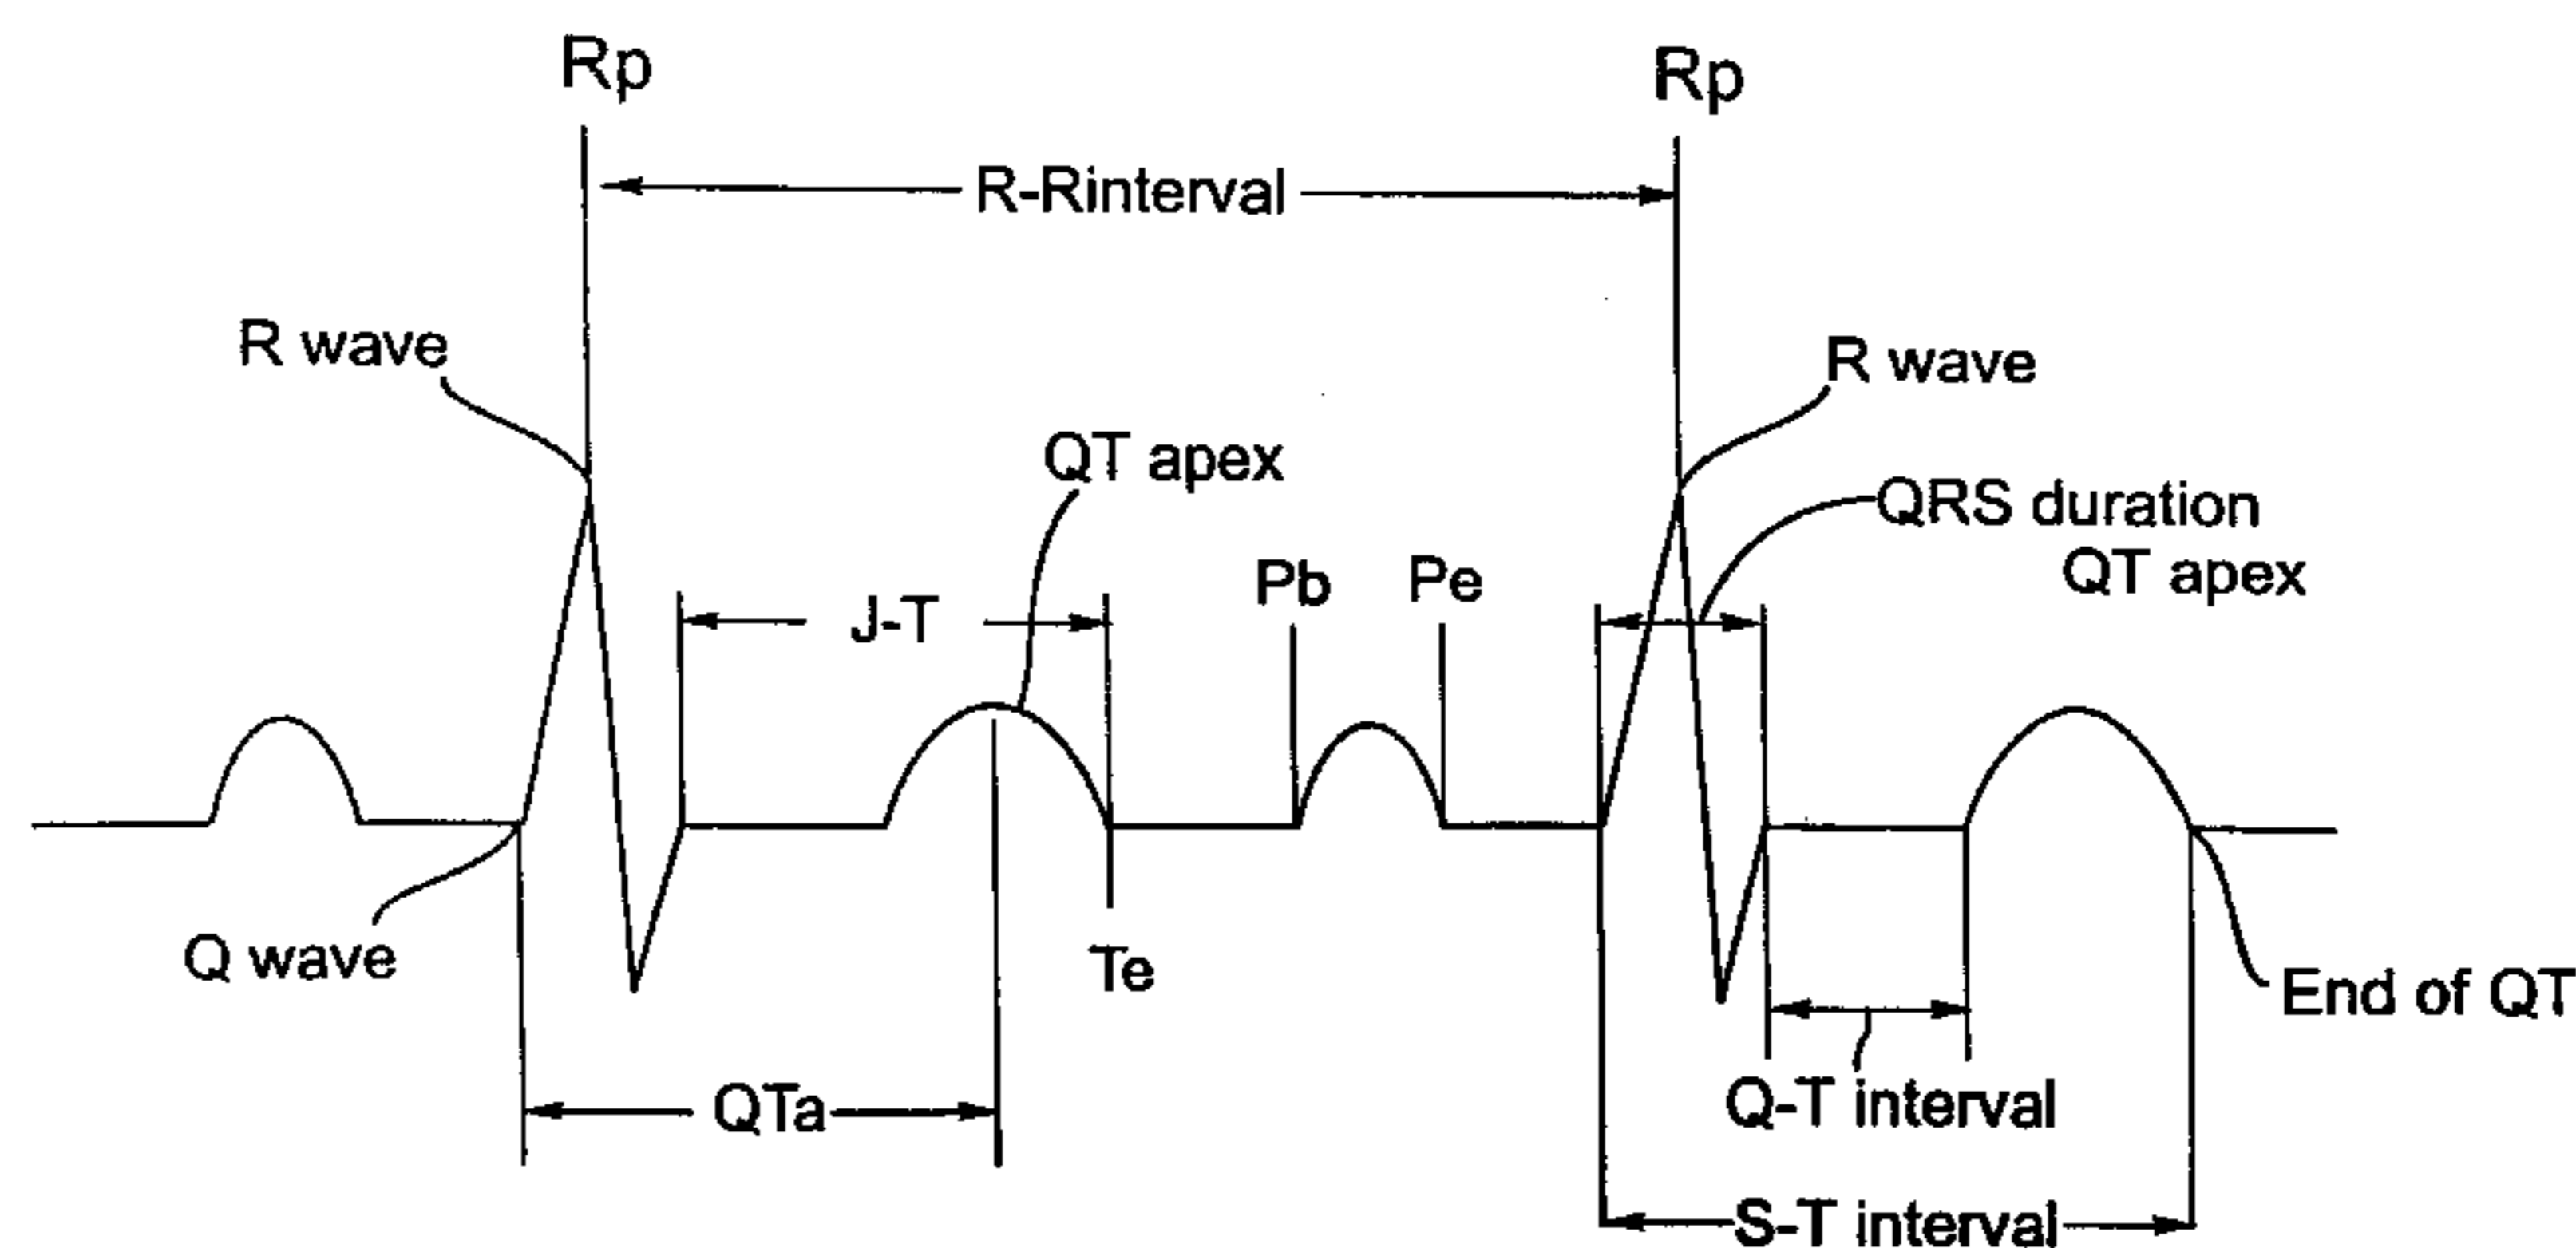 Rp
Rp
R-Rinterval
R wave
R wave
QT apex
QRS duration
QT apex
Pb
Pe
J-T
Q wave
Te
End of QT
QTa
Q-T interval
S-T interval